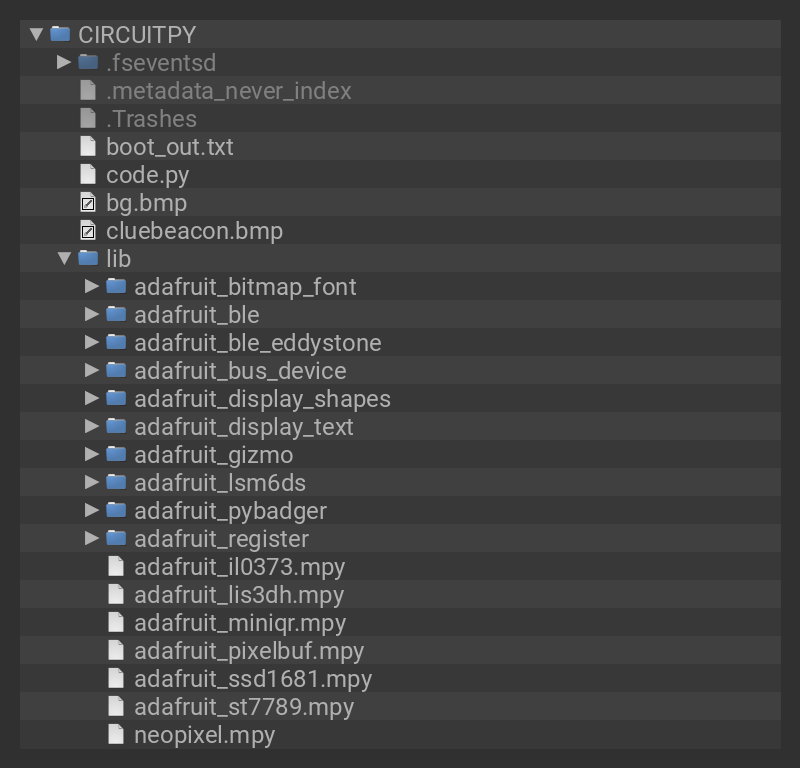 CIRCUITPY
.fseventsd
.metadata_never_index
.Trashes
boot_out.txt
code.py
bg.bmp
cluebeacon.bmp
lib
adafruit_bitmap_font
adafruit_ble
adafruit_ble_eddystone
adafruit_bus_device
adafruit_display_shapes
adafruit_display_text
adafruit_gizmo
adafruit_lsm6ds
adafruit_pybadger
adafruit_register
adafruit_il0373.mpy
adafruit_lis3dh.mpy
adafruit_miniqr.mpy
adafruit_pixelbuf.mpy
adafruit_ssd1681.mpy
adafruit_st7789.mpy
neopixel.mpy